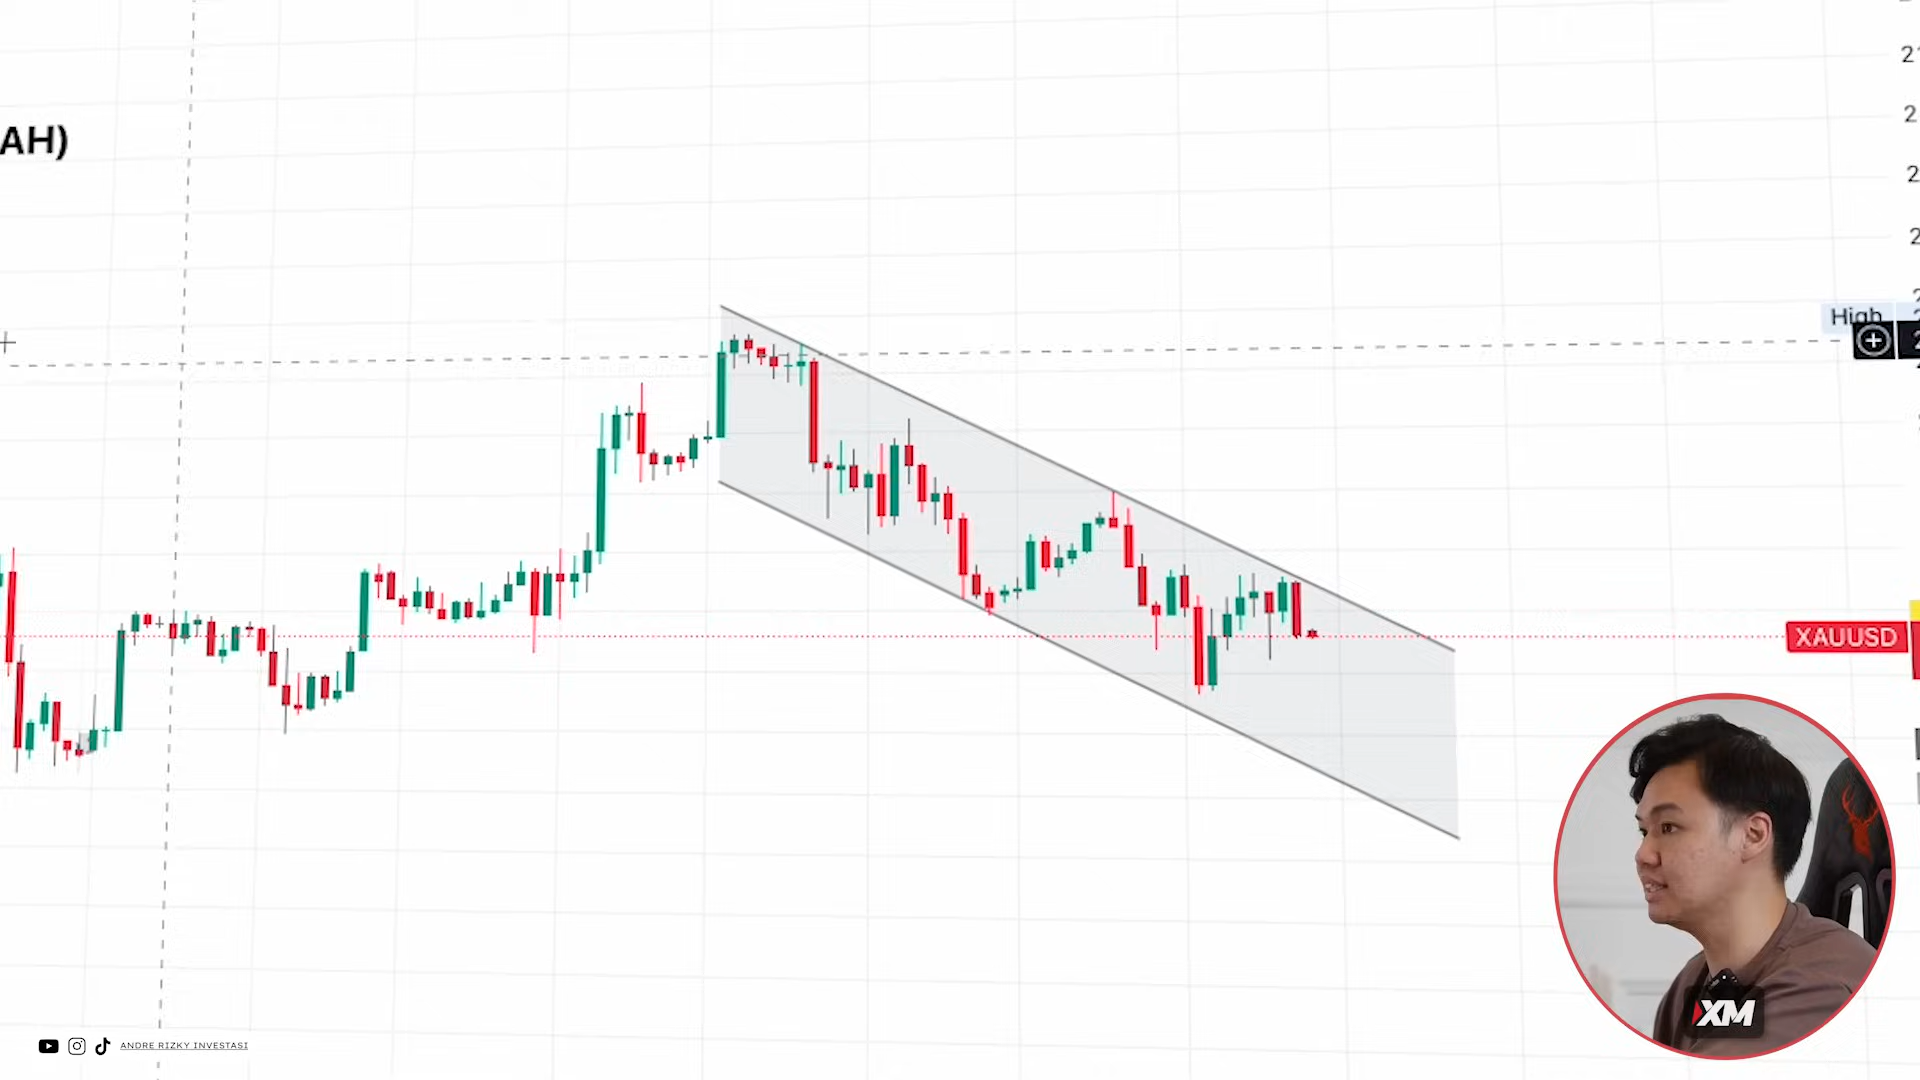 AH)
High
XAUUSD
XM
ANDRE RIZKY INVESTASI